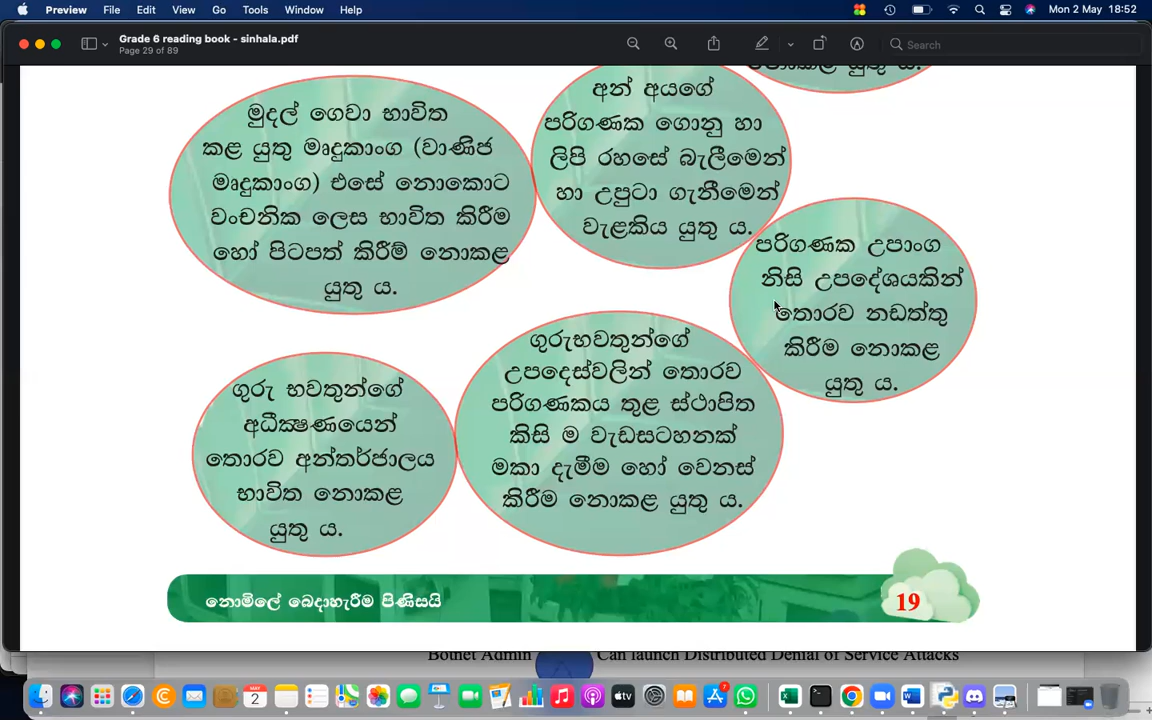 Preview File Edit View Go Tools Window Help
Mon 2 May 18:52
Grade 6 reading book - sinhala.pdf
Page 29 of 89
Search
මුදල් ගෙවා භාවිත
කළ යුතු මෘදුකාංග (වාණිජ
මෘදුකාංග) එසේ නොකොට
වංචනික ලෙස භාවිත කිරීම
හෝ පිටපත් කිරීම් නොකළ
යුතු ය.
අන් අයගේ
පරිගණක ගොනු හා
ලිපි රහසේ බැලීමෙන්
හා උපුටා ගැනීමෙන්
වැළකිය යුතු ය.
නොකළ යුතු ය.
පරිගණක උපාංග
නිසි උපදේශයකින්
තොරව නඩත්තු
කිරීම නොකළ
යුතු ය.
ගුරු භවතුන්ගේ
අධීක්‍ෂණයෙන්
තොරව අන්තර්ජාලය
භාවිත නොකළ
යුතු ය.
ගුරුභවතුන්ගේ
උපදෙස්වලින් තොරව
පරිගණකය තුළ ස්ථාපිත
කිසි ම වැඩසටහනක්
මකා දැමීම හෝ වෙනස්
කිරීම නොකළ යුතු ය.
නොමිලේ බෙදාහැරීම පිණිසයි
19
Botnet Admin
Can launch Distributed Denial of Service Attacks